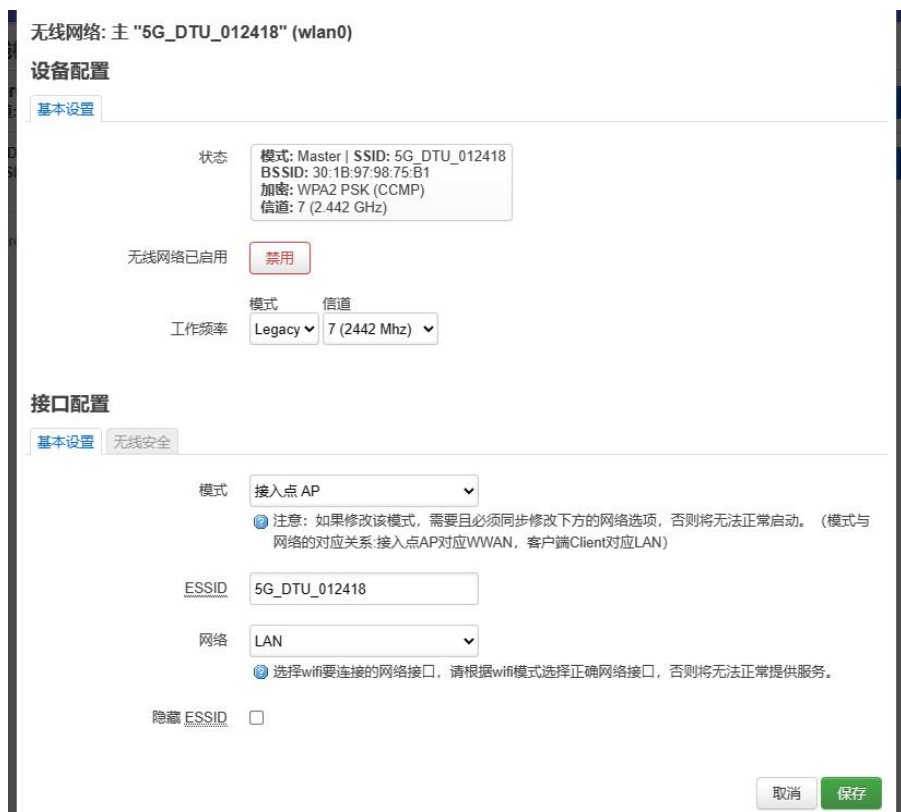 无线网络: 主 "5G_DTU_012418" (wlan0)
设备配置
基本设置
状态
模式: Master | SSID: 5G_DTU_012418
BSSID: 30:1B:97:98:75:B1
加密: WPA2 PSK (CCMP)
信道: 7 (2.442 GHz)
无线网络已启用 禁用
模式 信道
工作频率 Legacy 7 (2442 Mhz)
接口配置
基本设置 无线安全
模式 接入点 AP
注意：如果修改该模式，需要且必须同步修改下方的网络选项，否则将无法正常启动。（模式与
网络的对应关系:接入点AP对应WWAN，客户端Client对应LAN）
ESSID 5G_DTU_012418
网络 LAN
选择wifi要连接的网络接口，请根据wifi模式选择正确网络接口，否则将无法正常提供服务。
隐藏 ESSID
取消 保存